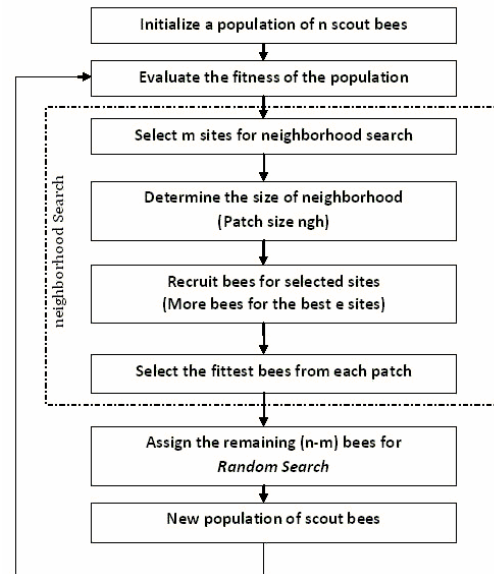 Initialize a population of n scout bees
Evaluate the fitness of the population
neighborhood Search
Select m sites for neighborhood search
Determine the size of neighborhood
(Patch size ngh)
Recruit bees for selected sites
(More bees for the best e sites)
Select the fittest bees from each patch
Assign the remaining (n-m) bees for
Random Search
New population of scout bees